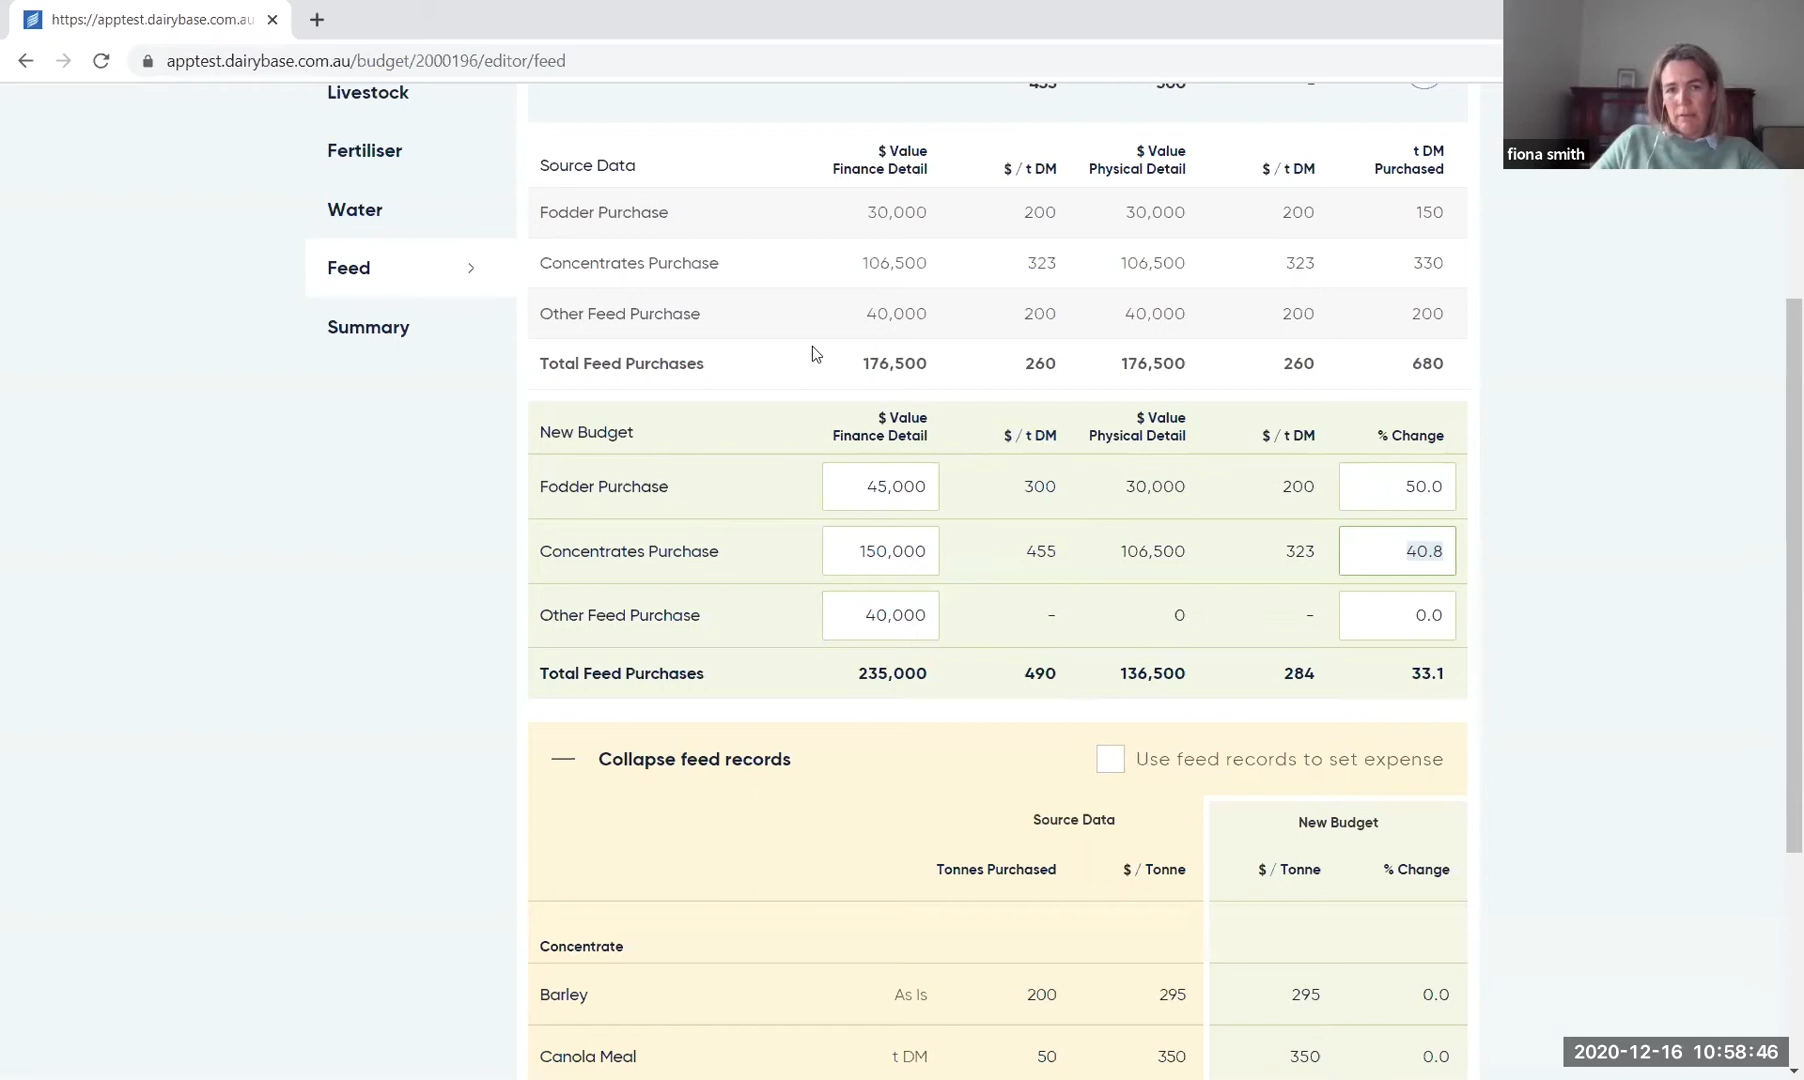 https://apptest.dairybase.com.au
apptest.dairybase.com.au/budget/2000196/editor/feed
fiona smith
Livestock
Fertiliser
Water
Feed
Summary
Source Data $ Value Finance Detail $ / t DM $ Value Physical Detail $ / t DM t DM Purchased
Fodder Purchase 30,000 200 30,000 200 150
Concentrates Purchase 106,500 323 106,500 323 330
Other Feed Purchase 40,000 200 40,000 200 200
Total Feed Purchases 176,500 260 176,500 260 680
New Budget $ Value Finance Detail $ / t DM $ Value Physical Detail $ / t DM % Change
Fodder Purchase 45,000 300 30,000 200 50.0
Concentrates Purchase 150,000 455 106,500 323 40.8
Other Feed Purchase 40,000 - 0 - 0.0
Total Feed Purchases 235,000 490 136,500 284 33.1
Collapse feed records Use feed records to set expense
Source Data New Budget
Tonnes Purchased $ / Tonne $ / Tonne % Change
Concentrate
Barley As Is 200 295 295 0.0
Canola Meal t DM 50 350 350 0.0
2020-12-16 10:58:46